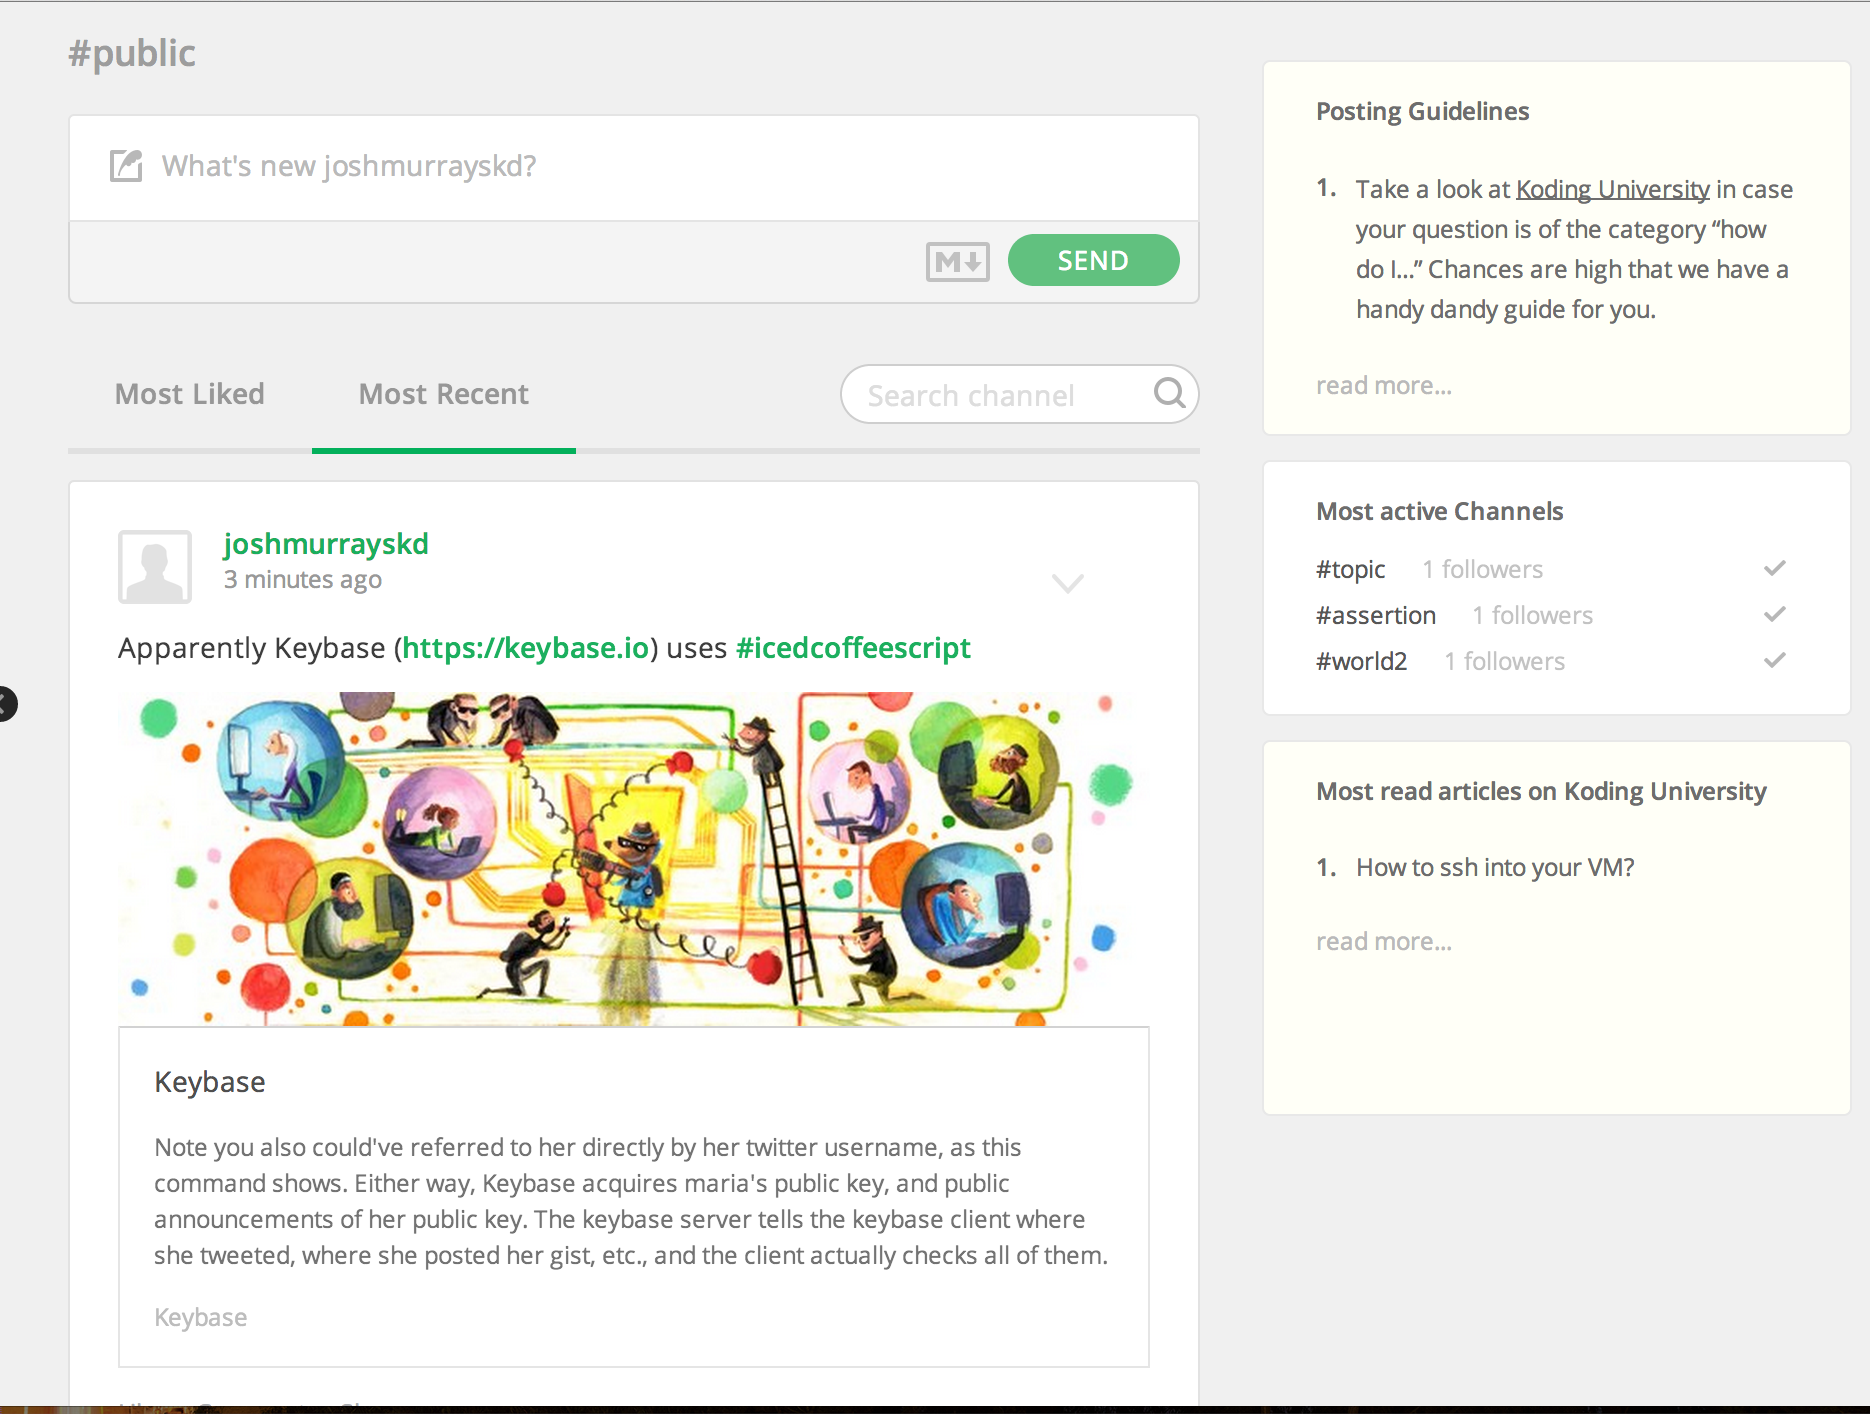 #public
What's new joshmurrayskd?
M
SEND
Most Liked
Most Recent
Search channel
joshmurrayskd
3 minutes ago
Apparently Keybase (https://keybase.io) uses #icedcoffeescript
Keybase
Note you also could've referred to her directly by her twitter username, as this
command shows. Either way, Keybase acquires maria's public key, and public
announcements of her public key. The keybase server tells the keybase client where
she tweeted, where she posted her gist, etc., and the client actually checks all of them.
Keybase
Posting Guidelines
1. Take a look at Koding University in case
your question is of the category “how
do I...” Chances are high that we have a
handy dandy guide for you.
read more...
Most active Channels
#topic 1 followers
#assertion 1 followers
#world2 1 followers
Most read articles on Koding University
1. How to ssh into your VM?
read more...